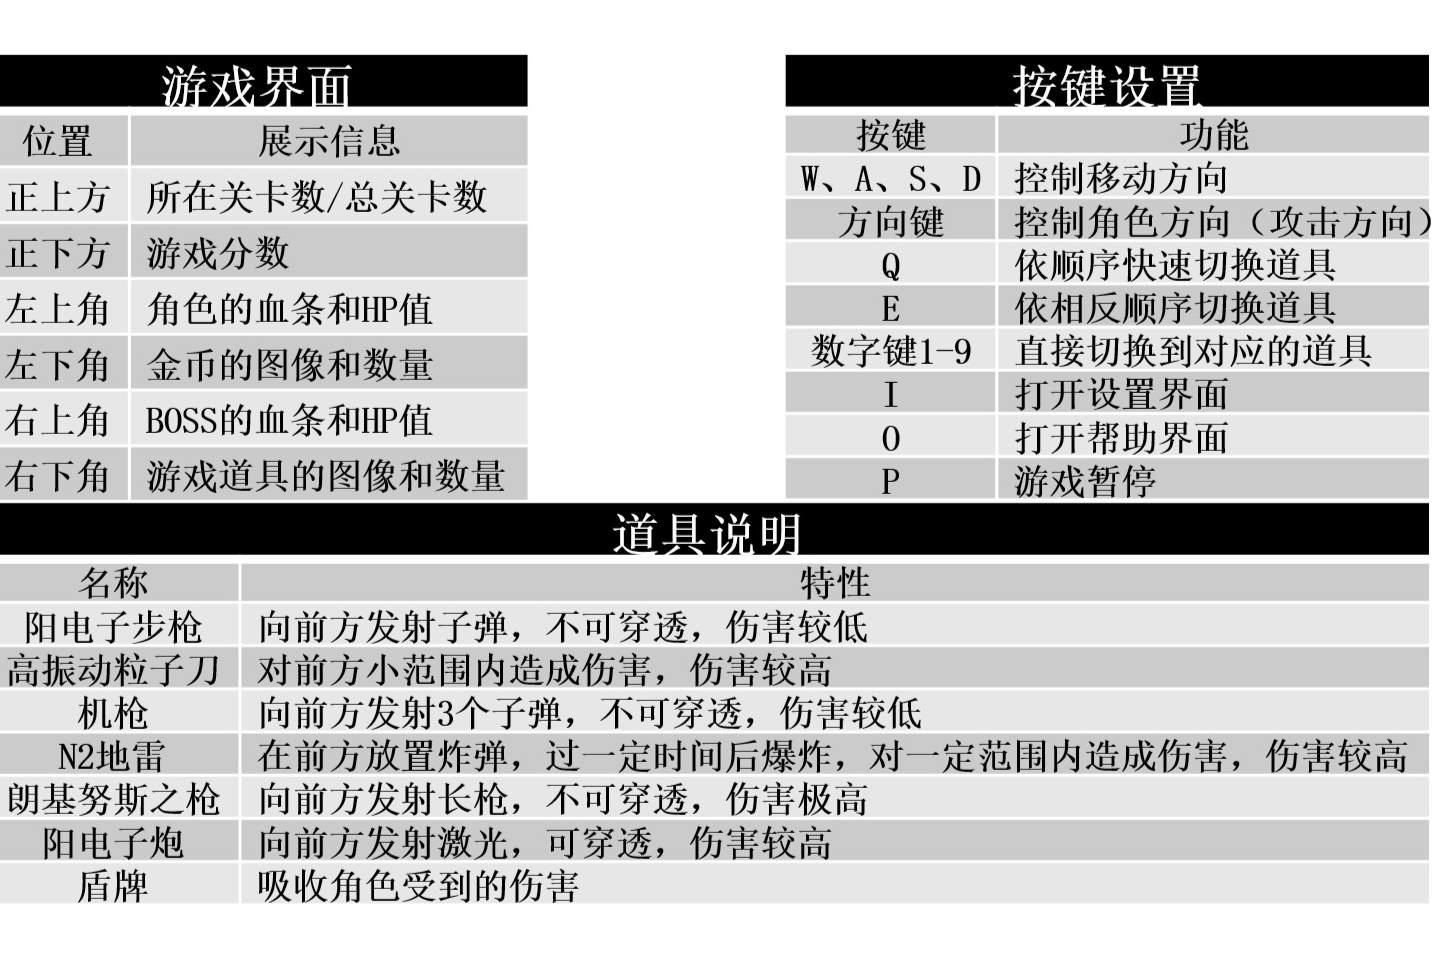 游戏界面
位置 展示信息
正上方 所在关卡数/总关卡数
正下方 游戏分数
左上角 角色的血条和HP值
左下角 金币的图像和数量
右上角 BOSS的血条和HP值
右下角 游戏道具的图像和数量
按键设置
按键 功能
W、A、S、D 控制移动方向
方向键 控制角色方向（攻击方向）
Q 依顺序快速切换道具
E 依相反顺序切换道具
数字键1-9 直接切换到对应的道具
I 打开设置界面
O 打开帮助界面
P 游戏暂停
道具说明
名称 特性
阳电子步枪 向前方发射子弹，不可穿透，伤害较低
高振动粒子刀 对前方小范围内造成伤害，伤害较高
机枪 向前方发射3个子弹，不可穿透，伤害较低
N2地雷 在前方放置炸弹，过一定时间后爆炸，对一定范围内造成伤害，伤害较高
朗基努斯之枪 向前方发射长枪，不可穿透，伤害极高
阳电子炮 向前方发射激光，可穿透，伤害较高
盾牌 吸收角色受到的伤害